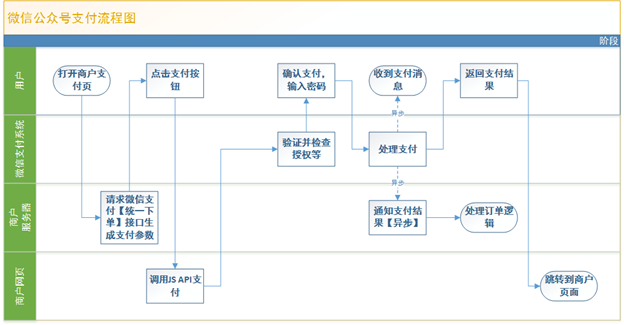 微信公众号支付流程图
阶段
用户
打开商户支
付页
点击支付按
钮
确认支付，
输入密码
收到支付消
息
返回支付结
果
异步
微信支付系统
验证并检查
授权等
处理支付
异步
商户
服务器
请求微信支
付【统一下
单】接口生
成支付参数
通知支付结
果【异步】
处理订单逻
辑
商户网页
调用JS API支
付
跳转到商户
页面